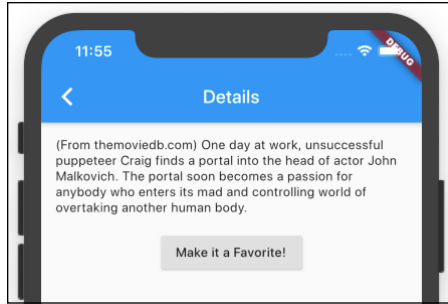 11:55
DEBUG
Details
(From themoviedb.com) One day at work, unsuccessful
puppeteer Craig finds a portal into the head of actor John
Malkovich. The portal soon becomes a passion for
anybody who enters its mad and controlling world of
overtaking another human body.
Make it a Favorite!